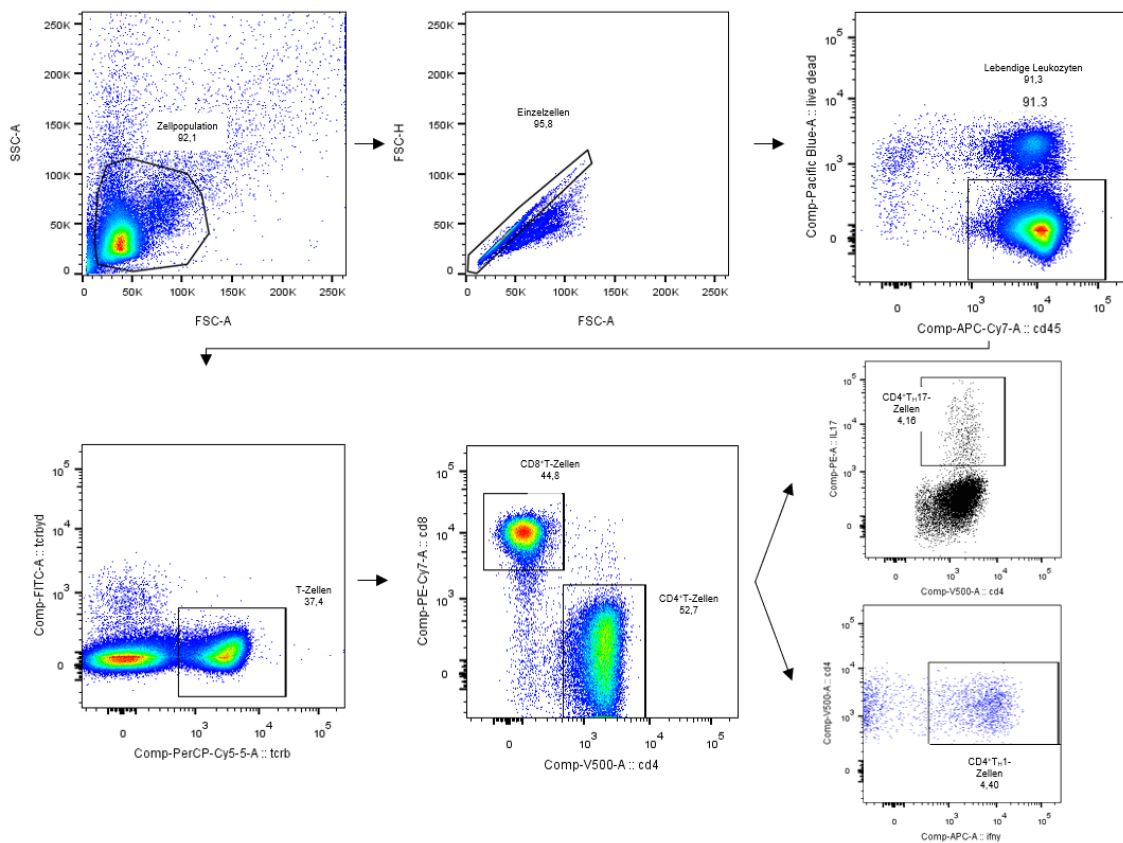 250K
200K
150K
100K
50K
0
SSC-A
Zellpopulation
92,1
0
50K
100K
150K
200K
250K
FSC-A
250K
200K
150K
100K
50K
0
FSC-H
Einzelzellen
95,8
0
50K
100K
150K
200K
250K
FSC-A
10^5
10^4
10^3
0
Comp-Pacific Blue-A :: live dead
Lebendige Leukozyten
91,3
91.3
0
10^3
10^4
10^5
Comp-APC-Cy7-A :: cd45
10^5
10^4
10^3
0
Comp-FITC-A :: tcrbyd
T-Zellen
37,4
0
10^3
10^4
10^5
Comp-PerCP-Cy5-5-A :: tcrb
10^5
10^4
10^3
0
Comp-PE-Cy7-A :: cd8
CD8⁺T-Zellen
44,8
CD4⁺T-Zellen
52,7
0
10^3
10^4
10^5
Comp-V500-A :: cd4
10^5
10^4
10^3
0
Comp-PE-A :: IL17
CD4⁺T_H17-
Zellen
4,16
0
10^3
10^4
10^5
Comp-V500-A :: cd4
10^5
10^4
10^3
0
Comp-V500-A :: cd4
CD4⁺T_H1-
Zellen
4,40
0
10^3
10^4
10^5
Comp-APC-A :: ifny